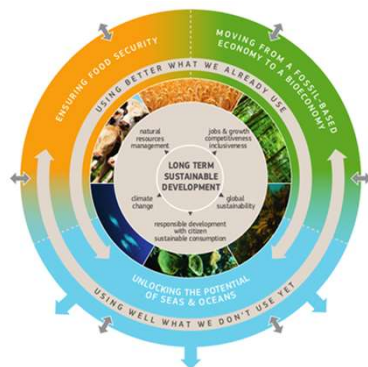 ENSURING FOOD SECURITY
MOVING FROM A FOSSIL-BASED
ECONOMY TO A BIOECONOMY
USING BETTER WHAT WE ALREADY USE
natural
resources
management
jobs & growth
competitiveness
inclusiveness
LONG TERM
SUSTAINABLE
DEVELOPMENT
climate
change
global
sustainability
responsible development
with citizen
sustainable consumption
UNLOCKING THE POTENTIAL
OF SEAS & OCEANS
USING WELL WHAT WE DON'T USE YET